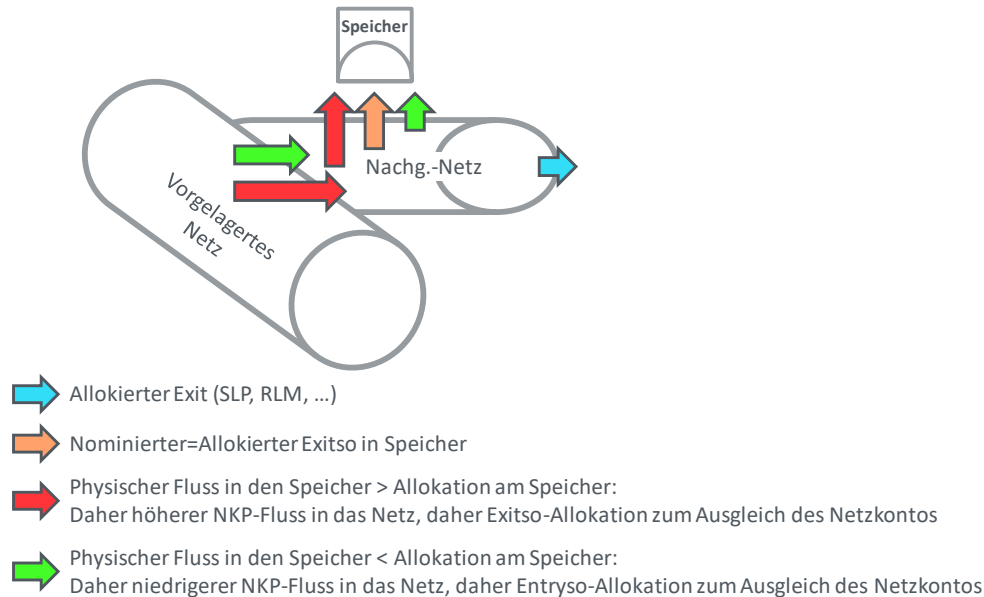 Speicher
Nachg.-Netz
Vorgelagertes
Netz
Allokierter Exit (SLP, RLM, …)
Nominierter=Allokierter Exitso in Speicher
Physischer Fluss in den Speicher > Allokation am Speicher:
Daher höherer NKP-Fluss in das Netz, daher Exitso-Allokation zum Ausgleich des Netzkontos
Physischer Fluss in den Speicher < Allokation am Speicher:
Daher niedrigerer NKP-Fluss in das Netz, daher Entryso-Allokation zum Ausgleich des Netzkontos